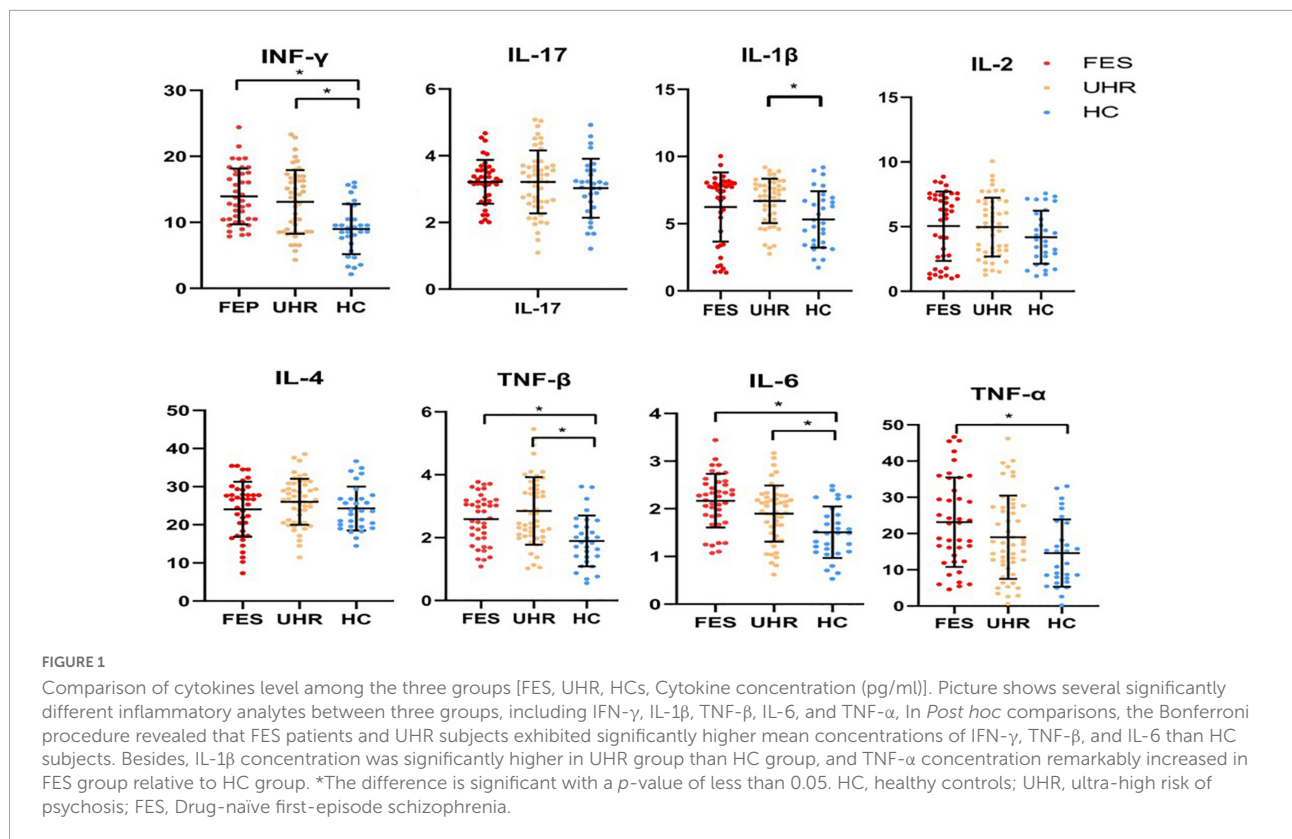 INF-γ
IL-17
IL-1β
IL-2
FES
UHR
HC
*
*
30
20
10
0
FEP UHR HC
6
4
2
0
IL-17
*
15
10
5
0
FES UHR HC
15
10
5
0
FES UHR HC
IL-4
TNF-β
IL-6
TNF-α
50
40
30
20
10
0
FES UHR HC
*
*
6
4
2
0
FES UHR HC
*
*
4
3
2
1
0
FES UHR HC
*
50
40
30
20
10
0
FES UHR HC
FIGURE 1
Comparison of cytokines level among the three groups [FES, UHR, HCs, Cytokine concentration (pg/ml)]. Picture shows several significantly
different inflammatory analytes between three groups, including IFN-γ, IL-1β, TNF-β, IL-6, and TNF-α, In Post hoc comparisons, the Bonferroni
procedure revealed that FES patients and UHR subjects exhibited significantly higher mean concentrations of IFN-γ, TNF-β, and IL-6 than HC
subjects. Besides, IL-1β concentration was significantly higher in UHR group than HC group, and TNF-α concentration remarkably increased in
FES group relative to HC group. *The difference is significant with a p-value of less than 0.05. HC, healthy controls; UHR, ultra-high risk of
psychosis; FES, Drug-naïve first-episode schizophrenia.